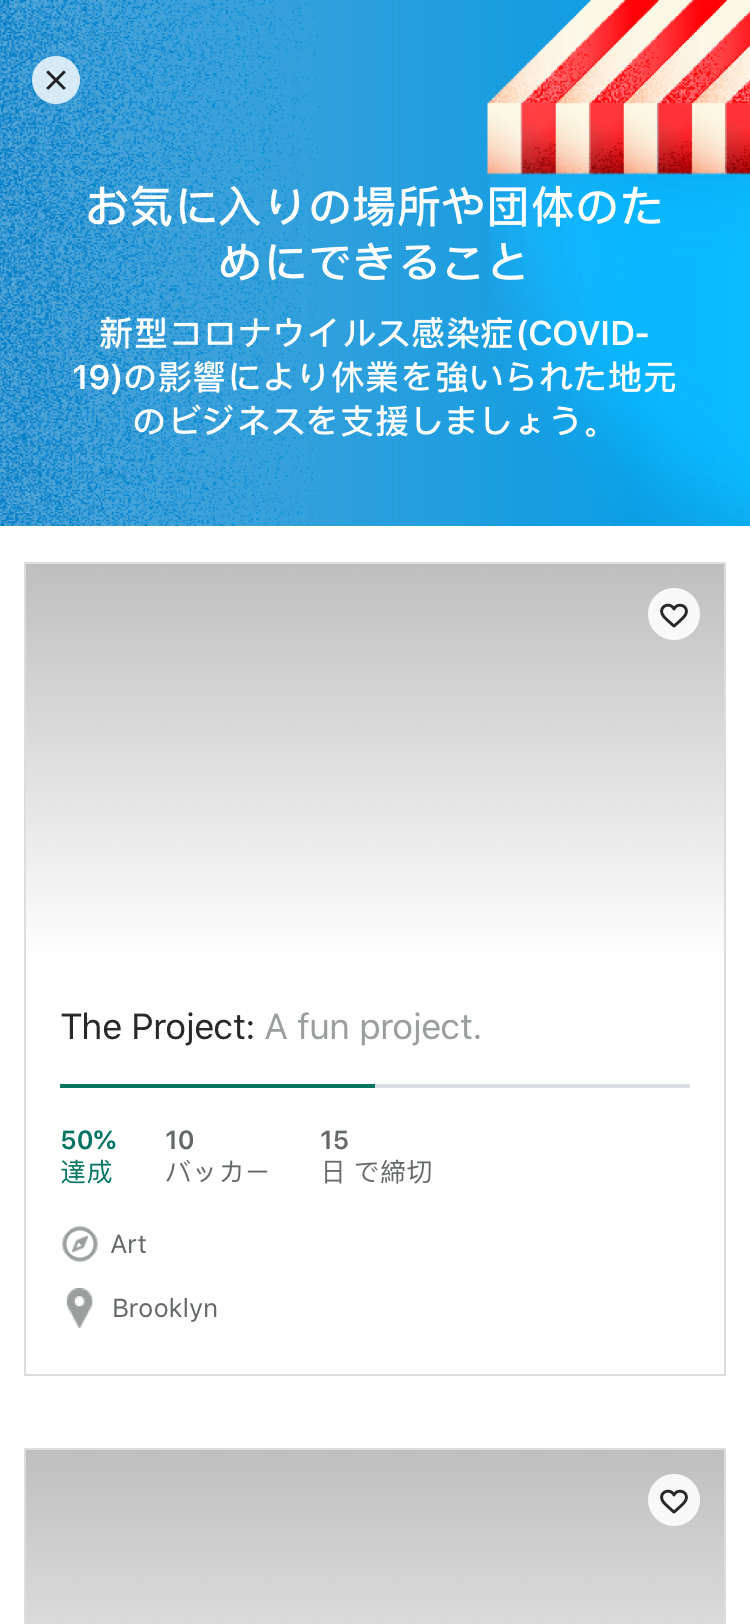 お気に入りの場所や団体のた
めにできること
新型コロナウイルス感染症(COVID-
19)の影響により休業を強いられた地元
のビジネスを支援しましょう。
The Project: A fun project.
50%
達成
10
バッカー
15
日 で締切
Art
Brooklyn